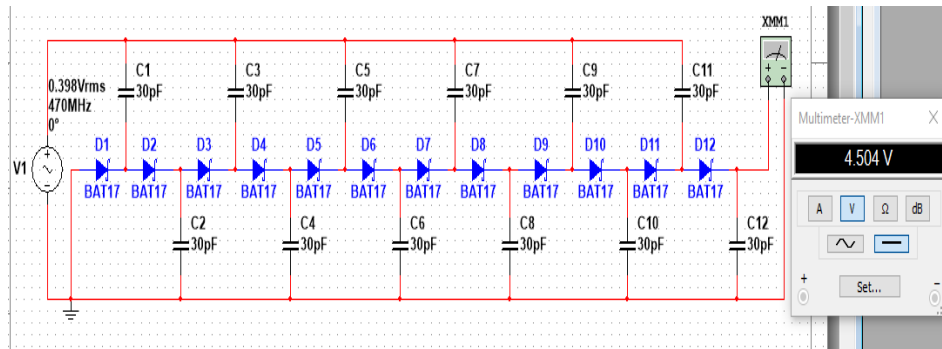 XMM1
C1
30pF
C3
30pF
C5
30pF
C7
30pF
C9
30pF
C11
30pF
0.398Vrms
470MHz
0°
V1
Multimeter-XMM1 X
4.504 V
A V Ω dB
Set...
+ -
D1 D2 D3 D4 D5 D6 D7 D8 D9 D10 D11 D12
BAT17 BAT17 BAT17 BAT17 BAT17 BAT17 BAT17 BAT17 BAT17 BAT17 BAT17 BAT17
C2
30pF
C4
30pF
C6
30pF
C8
30pF
C10
30pF
C12
30pF